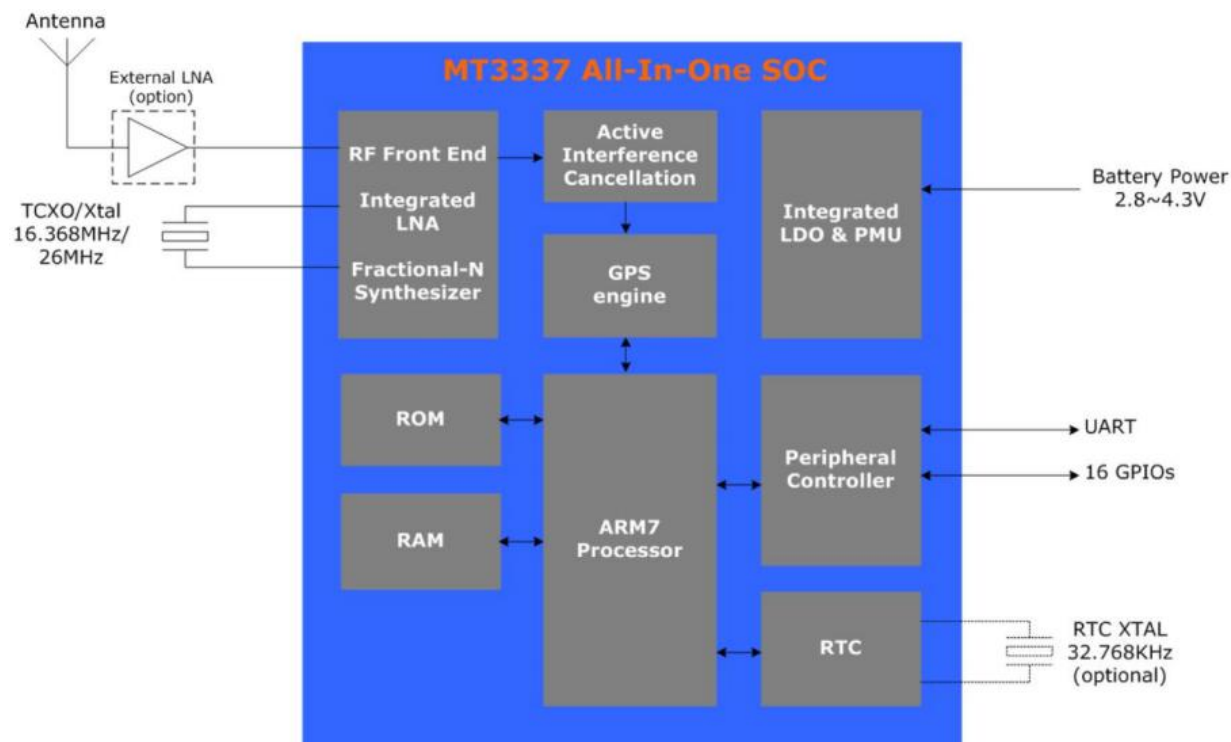 Antenna
External LNA
(option)
TCXO/Xtal
16.368MHz/
26MHz
MT3337 All-In-One SOC
RF Front End
Integrated
LNA
Fractional-N
Synthesizer
Active
Interference
Cancellation
GPS
engine
Integrated
LDO & PMU
Battery Power
2.8~4.3V
ROM
RAM
ARM7
Processor
Peripheral
Controller
UART
16 GPIOs
RTC
RTC XTAL
32.768KHz
(optional)